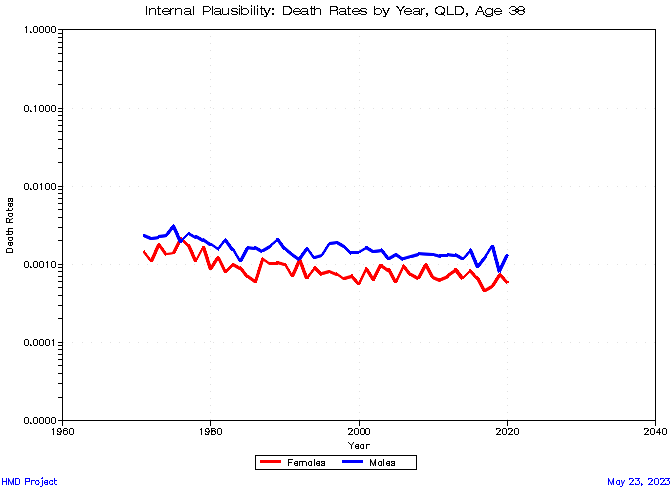 Internal Plausibility: Death Rates by Year, QLD, Age 38
1.0000
0.1000
0.0100
0.0010
0.0001
0.0000
Death Rates
1960
1980
2000
2020
2040
Year
Females
Males
HMD Project
May 23, 2023